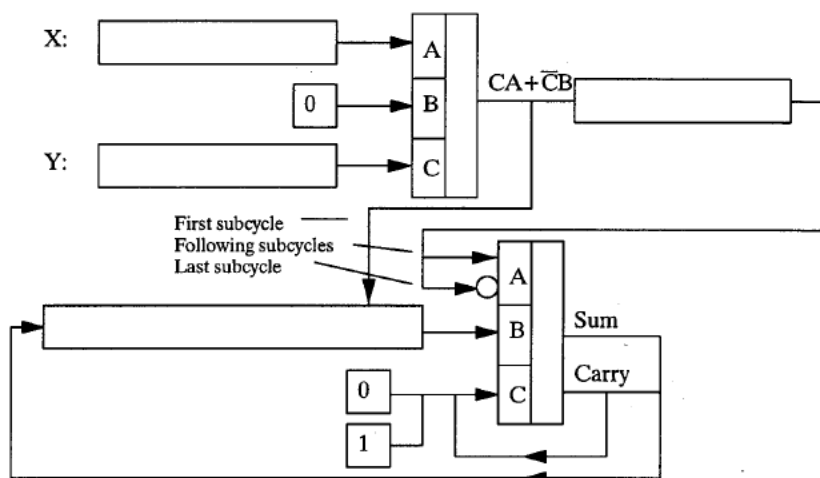 X:
A
CA + C̅B
0
B
Y:
C
First subcycle
Following subcycles
Last subcycle
A
B
Sum
0
C
Carry
1